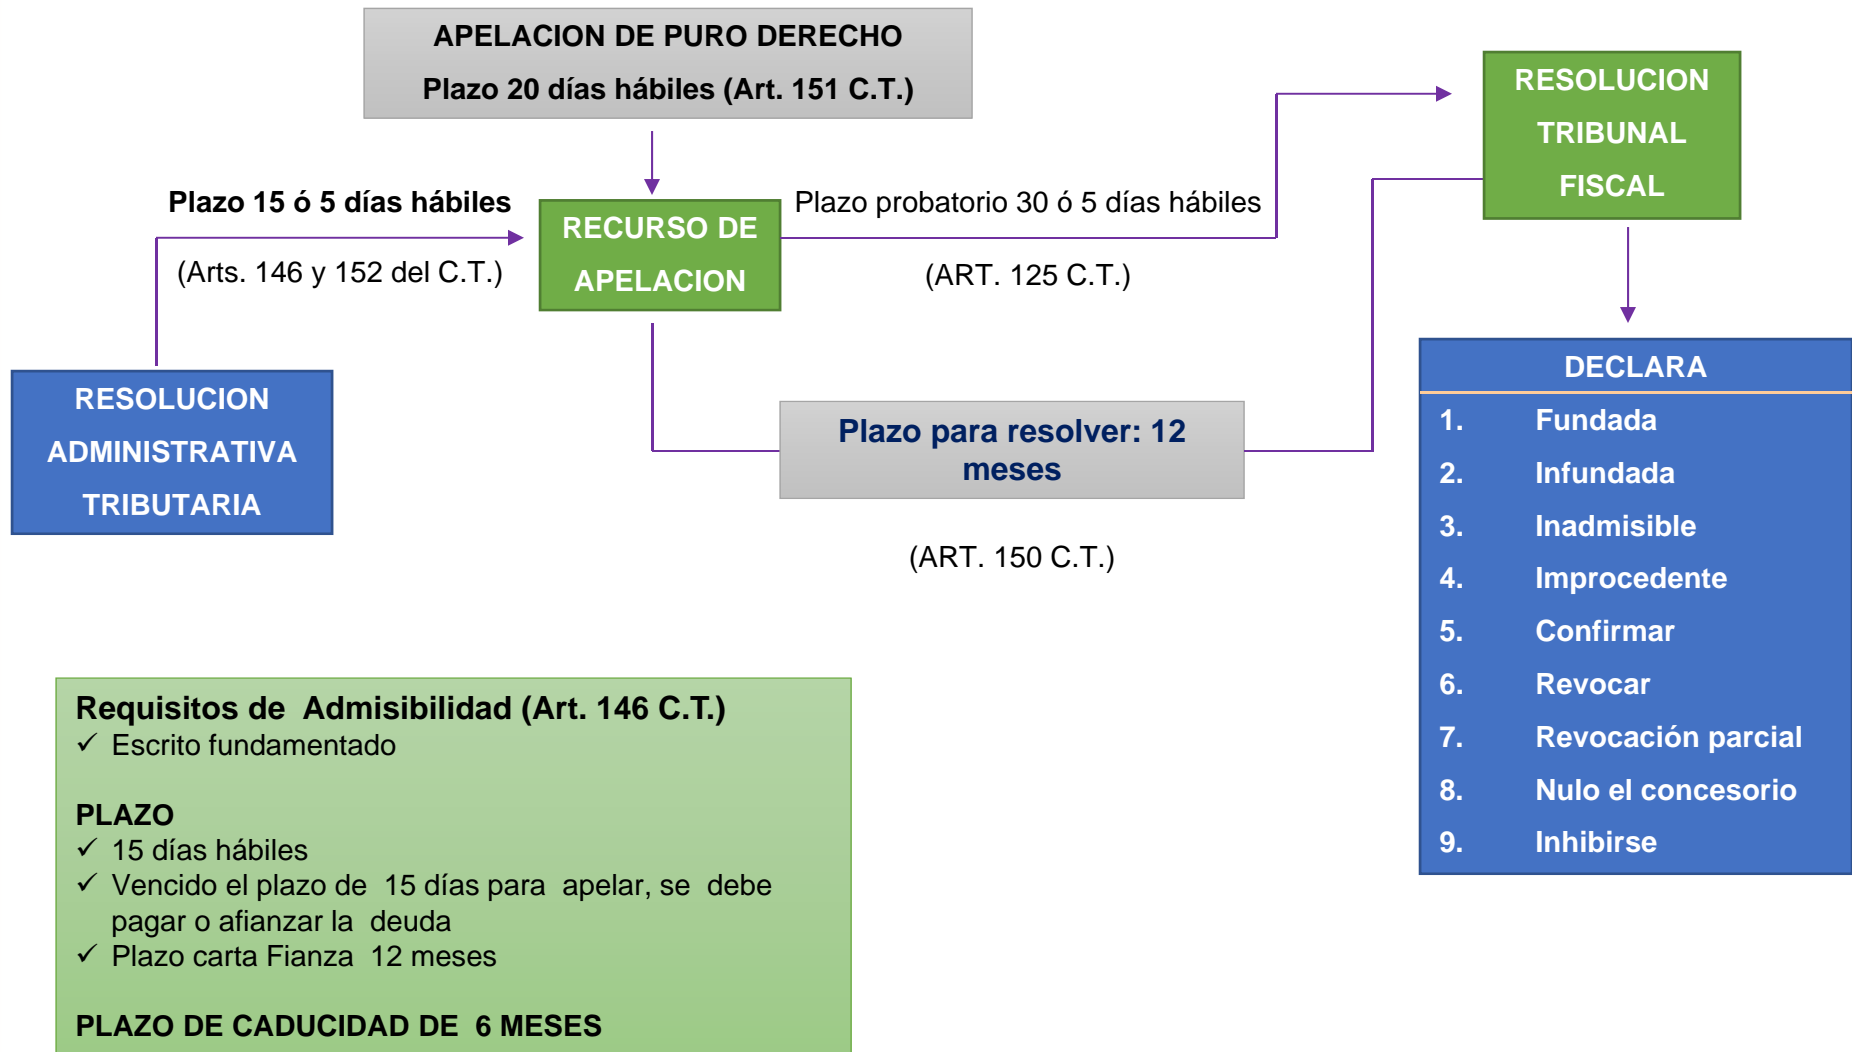 APELACION DE PURO DERECHO
Plazo 20 días hábiles (Art. 151 C.T.)
RESOLUCION
TRIBUNAL
FISCAL
Plazo 15 ó 5 días hábiles
(Arts. 146 y 152 del C.T.)
RECURSO DE
APELACION
Plazo probatorio 30 ó 5 días hábiles
(ART. 125 C.T.)
RESOLUCION
ADMINISTRATIVA
TRIBUTARIA
Plazo para resolver: 12
meses
(ART. 150 C.T.)
DECLARA
1. Fundada
2. Infundada
3. Inadmisible
4. Improcedente
5. Confirmar
6. Revocar
7. Revocación parcial
8. Nulo el concesorio
9. Inhibirse
Requisitos de Admisibilidad (Art. 146 C.T.)
✓ Escrito fundamentado
PLAZO
✓ 15 días hábiles
✓ Vencido el plazo de 15 días para apelar, se debe
pagar o afianzar la deuda
✓ Plazo carta Fianza 12 meses
PLAZO DE CADUCIDAD DE 6 MESES